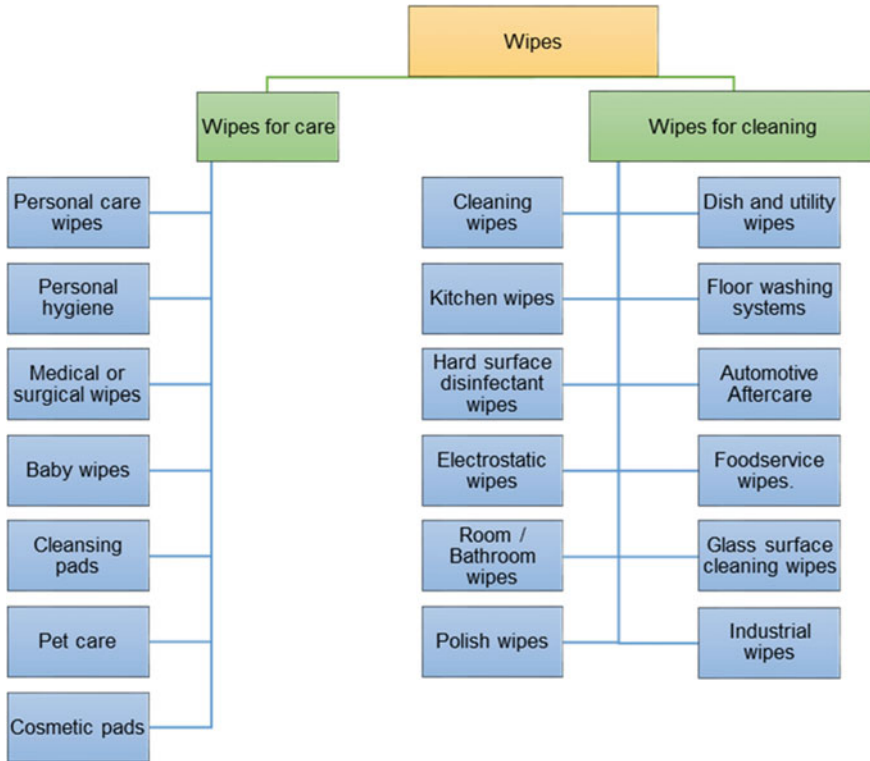 Wipes
Wipes for care
Wipes for cleaning
Personal care
wipes
Personal
hygiene
Medical or
surgical wipes
Baby wipes
Cleansing
pads
Pet care
Cosmetic pads
Cleaning
wipes
Kitchen wipes
Hard surface
disinfectant
wipes
Electrostatic
wipes
Room /
Bathroom
wipes
Polish wipes
Dish and utility
wipes
Floor washing
systems
Automotive
Aftercare
Foodservice
wipes.
Glass surface
cleaning wipes
Industrial
wipes